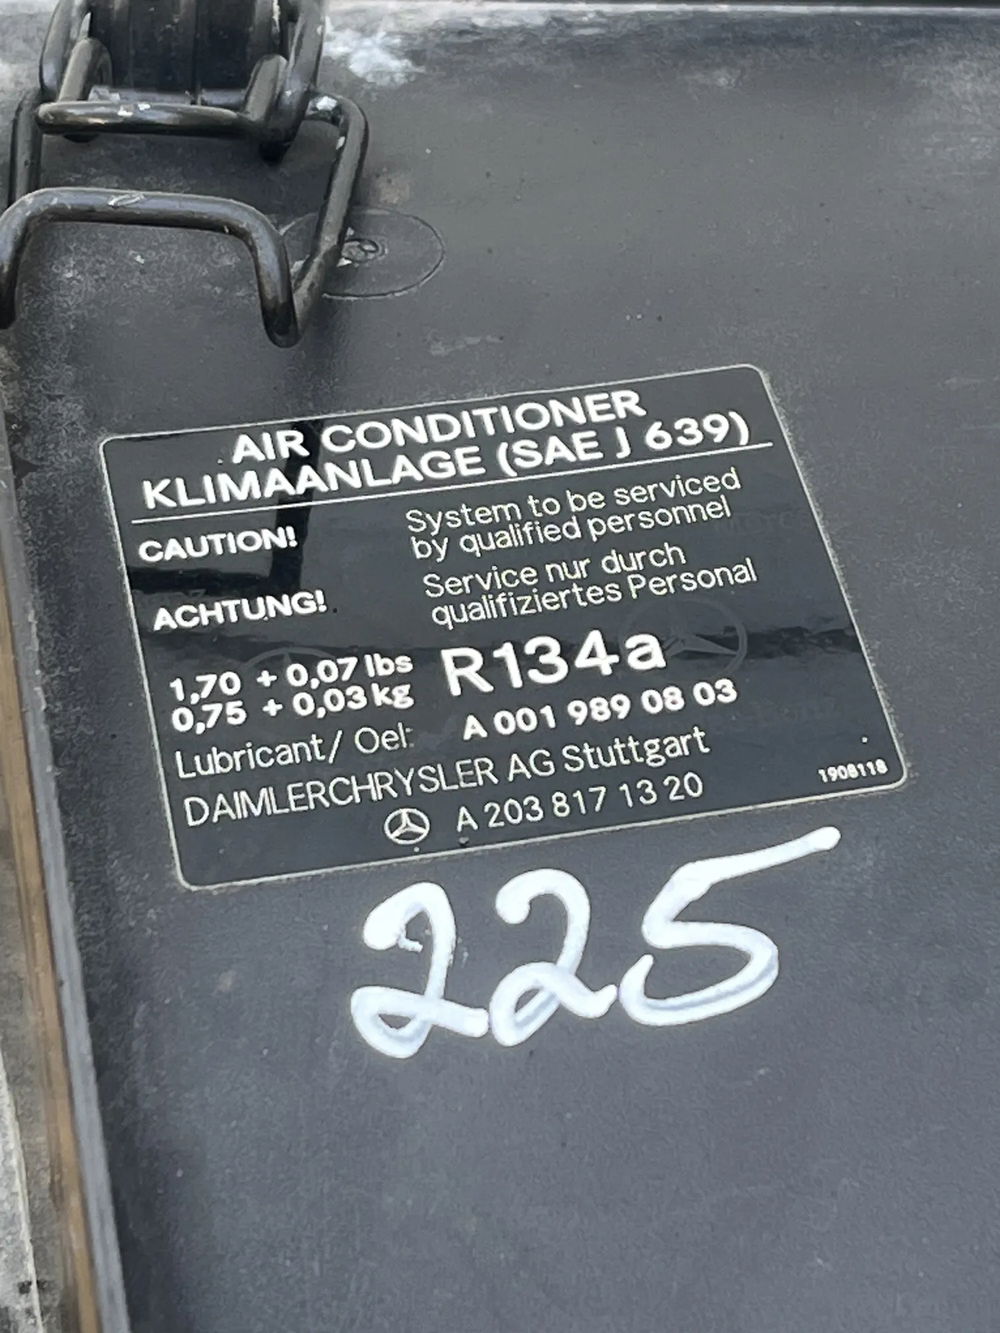 AIR CONDITIONER
KLIMAANLAGE (SAE J 639)
CAUTION! System to be serviced
by qualified personnel
ACHTUNG! Service nur durch
qualifiziertes Personal
1,70 + 0,07 lbs R134a
0,75 + 0,03 kg
Lubricant/ Oel: A 001 989 08 03
DAIMLERCHRYSLER AG Stuttgart
A 203 817 13 20
1908118
225